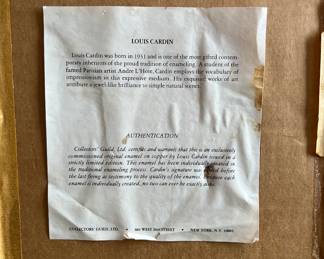 LOUIS CARDIN
Louis Cardin was born in 1951 and is one of the most gifted contem-
porary inheritors of the proud tradition of enameling. A student of the
famed Parisian artist Andre L'Hote, Cardin employs the vocabulary of
impressionism in this expressive medium. His exquisite works of art
attribute a jewel-like brilliance to simple natural scenes.
AUTHENTICATION
Collectors' Guild, Ltd. certifies and warrants that this is an exclusively
commissioned original enamel on copper by Louis Cardin issued in a
strictly limited edition. This enamel has been individually created in
the traditional enameling process. Cardin's signature was before
the last firing as testimony to the quality of the enamel. Because each
enamel is individually created, no two can ever be exactly alike.
COLLECTORS' GUILD, LTD. • WEST STREET • NEW YORK, N.Y. 10001